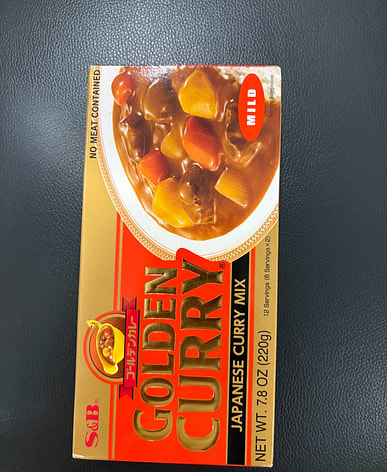 NO MEAT CONTAINED
MILD
S&B®
ゴールデンカレー
GOLDEN
CURRY®
JAPANESE CURRY MIX
NET WT. 7.8 OZ (220g)
12 Servings (6 Servings×2)